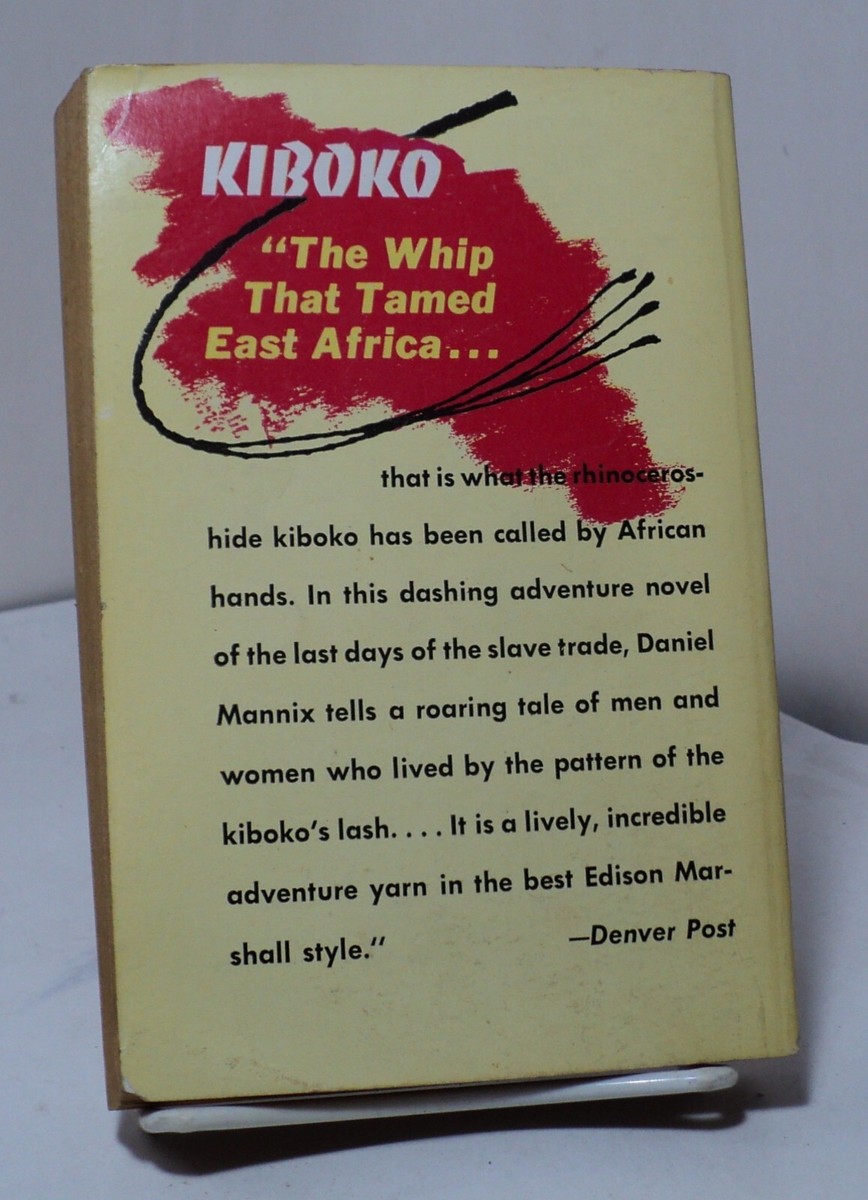 KIBOKO
“The Whip
That Tamed
East Africa...
that is what the rhinoceros-
hide kiboko has been called by African
hands. In this dashing adventure novel
of the last days of the slave trade, Daniel
Mannix tells a roaring tale of men and
women who lived by the pattern of the
kiboko's lash. . . . It is a lively, incredible
adventure yarn in the best Edison Mar-
shall style.”
—Denver Post